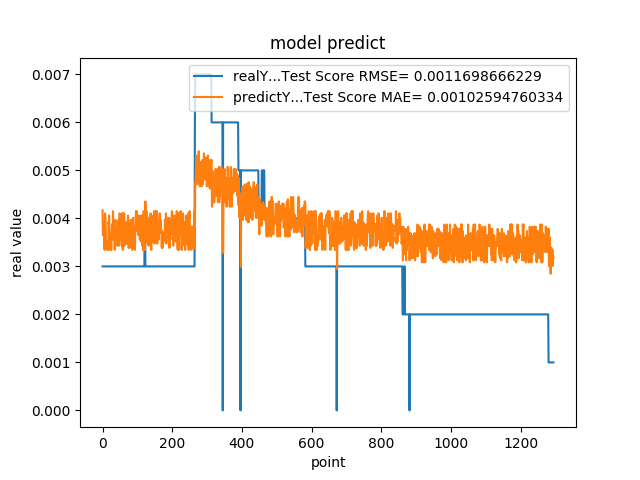 model predict
realY...Test Score RMSE= 0.0011698666229
predictY...Test Score MAE= 0.00102594760334
real value
0.007
0.006
0.005
0.004
0.003
0.002
0.001
0.000
0 200 400 600 800 1000 1200
point